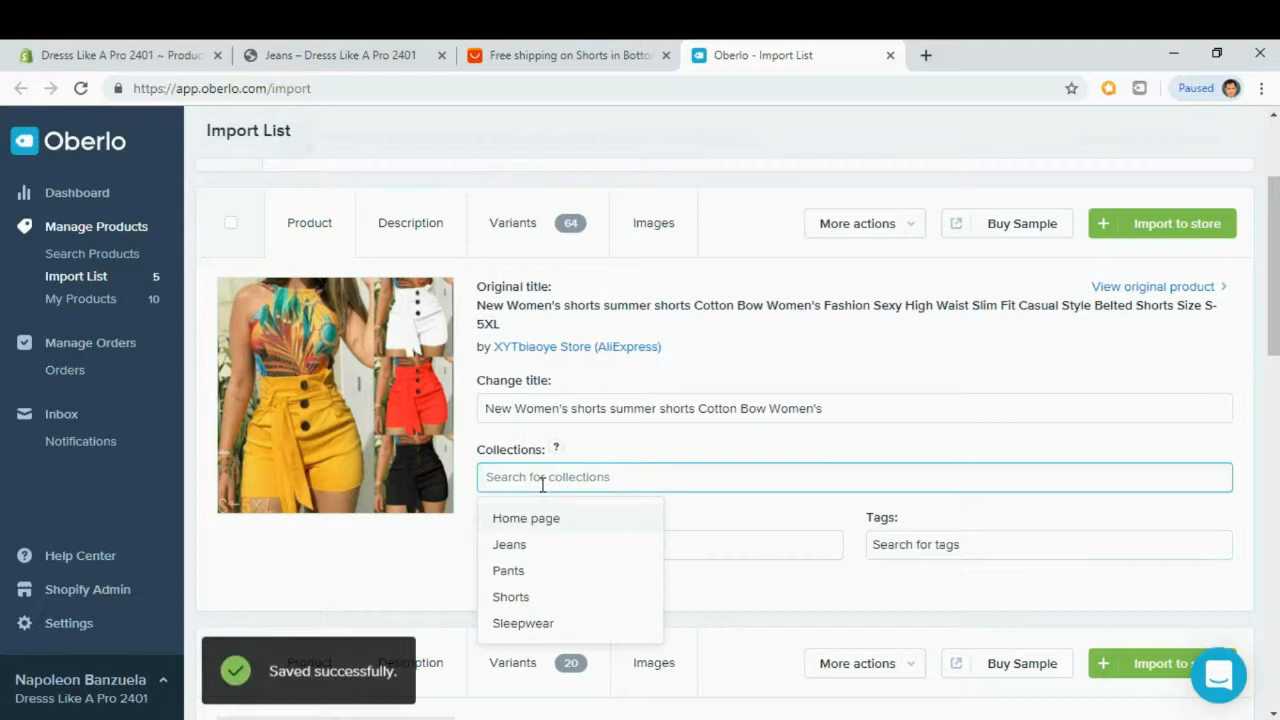 Dresss Like A Pro 2401 ~ Produc
Jeans – Dresss Like A Pro 2401
Free shipping on Shorts in Botto
Oberlo - Import List
https://app.oberlo.com/import
Paused
Oberlo
Dashboard
Manage Products
Search Products
Import List 5
My Products 10
Manage Orders
Orders
Inbox
Notifications
Help Center
Shopify Admin
Settings
Napoleon Banzuela
Dresss Like A Pro 2401
Import List
Product
Description
Variants 64
Images
More actions
Buy Sample
+ Import to store
Original title:
View original product
New Women's shorts summer shorts Cotton Bow Women's Fashion Sexy High Waist Slim Fit Casual Style Belted Shorts Size S-
5XL
by XYTbiaoye Store (AliExpress)
Change title:
New Women's shorts summer shorts Cotton Bow Women's
Collections: ?
Search for collections
Home page
Jeans
Pants
Shorts
Sleepwear
Tags:
Search for tags
S-5XL
Product
Description
Variants 20
Images
More actions
Buy Sample
+ Import to s
Saved successfully.